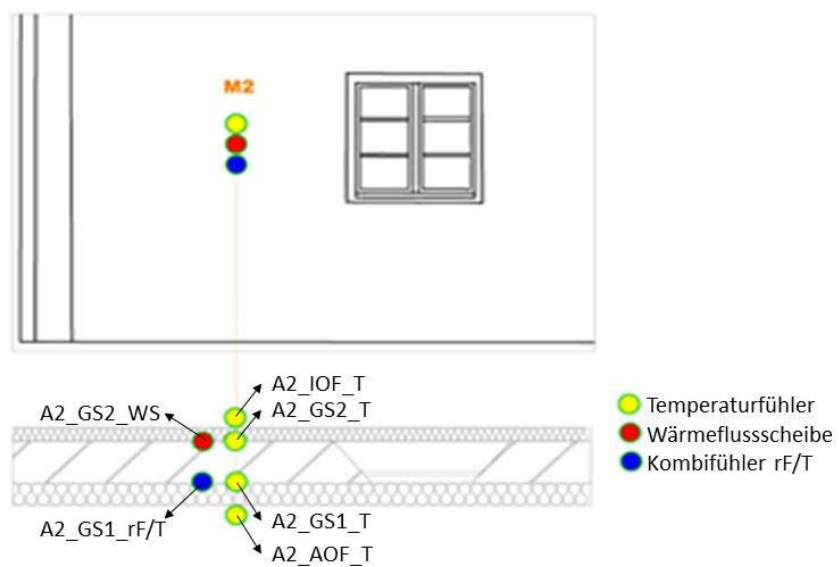 M2
A2_IOF_T
A2_GS2_WS
A2_GS2_T
Temperaturfühler
Wärmeflussscheibe
Kombifühler rF/T
A2_GS1_rF/T
A2_GS1_T
A2_AOF_T